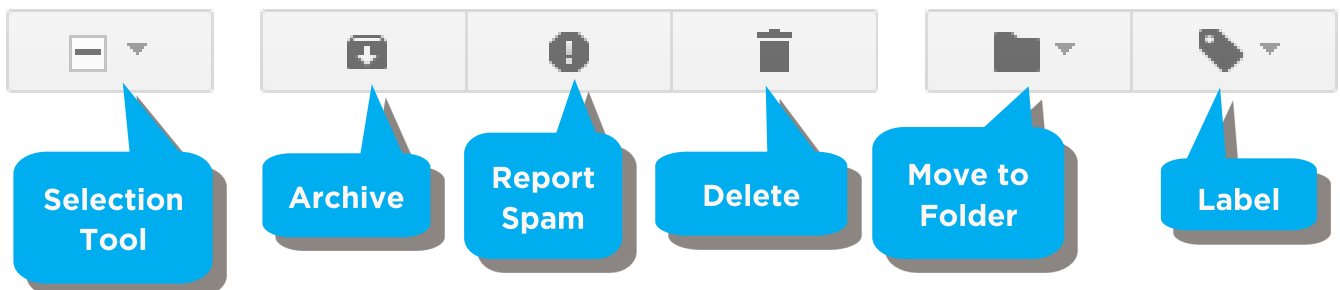 Selection
Tool
Archive
Report
Spam
Delete
Move to
Folder
Label